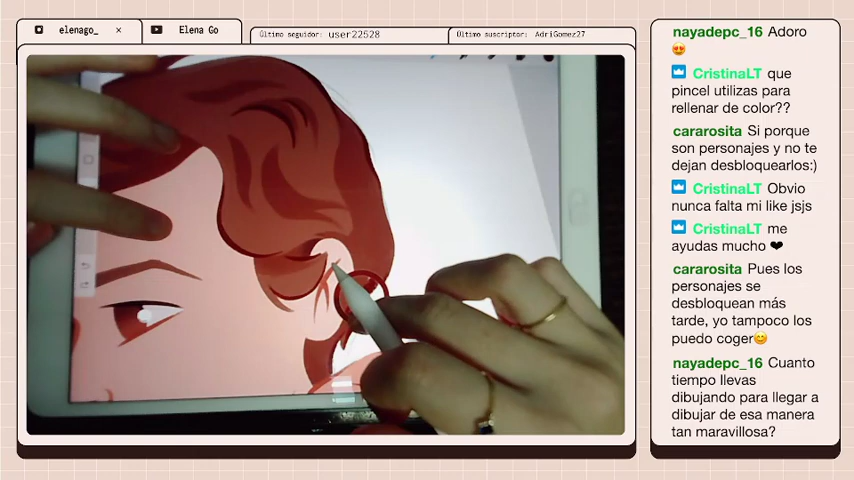 elenago_ ×
Elena Go
Último seguidor: user22528
Último suscriptor: AdriGomez27
nayadepc_16 Adoro
😍
CristinaLT que
pincel utilizas para
rellenar de color??
cararosita Si porque
son personajes y no te
dejan desbloquearlos:)
CristinaLT Obvio
nunca falta mi like jsjs
CristinaLT me
ayudas mucho ❤
cararosita Pues los
personajes se
desbloquean más
tarde, yo tampoco los
puedo coger😊
nayadepc_16 Cuanto
tiempo llevas
dibujando para llegar a
dibujar de esa manera
tan maravillosa?